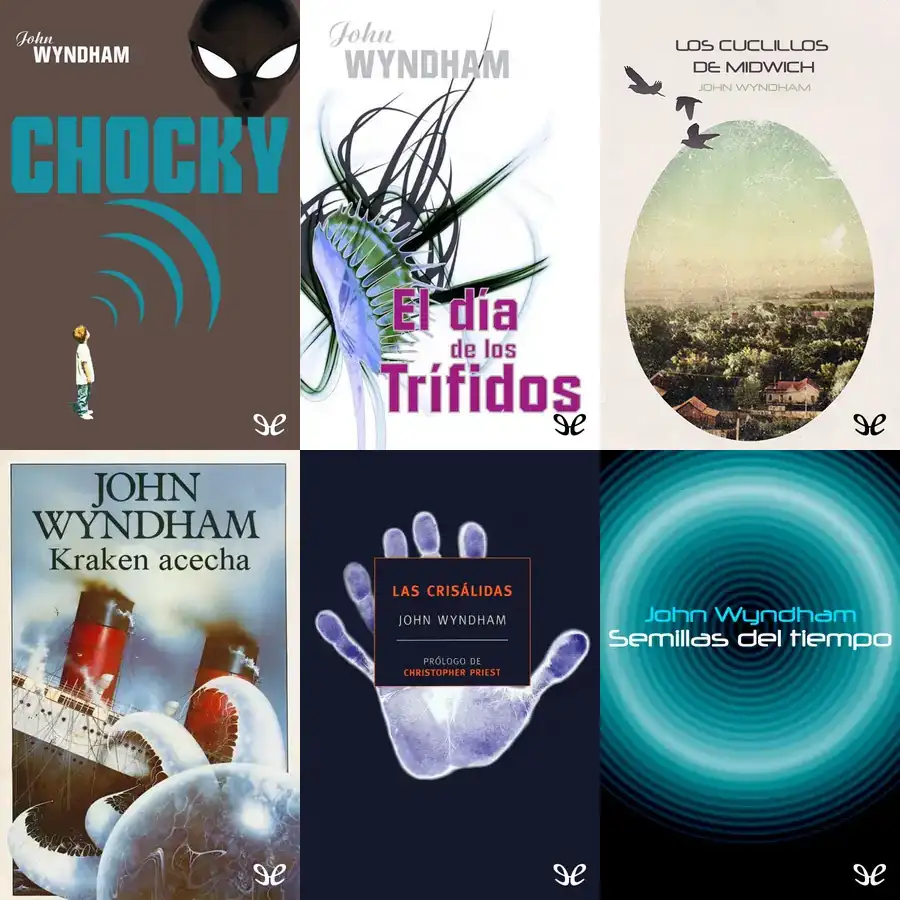 John
WYNDHAM
CHOCKY
John
WYNDHAM
El día
de los
Trífidos
LOS CUCLILLOS
DE MIDWICH
JOHN WYNDHAM
JOHN
WYNDHAM
Kraken acecha
LAS CRISÁLIDAS
JOHN WYNDHAM
PRÓLOGO DE
CHRISTOPHER PRIEST
John Wyndham
Semillas del tiempo